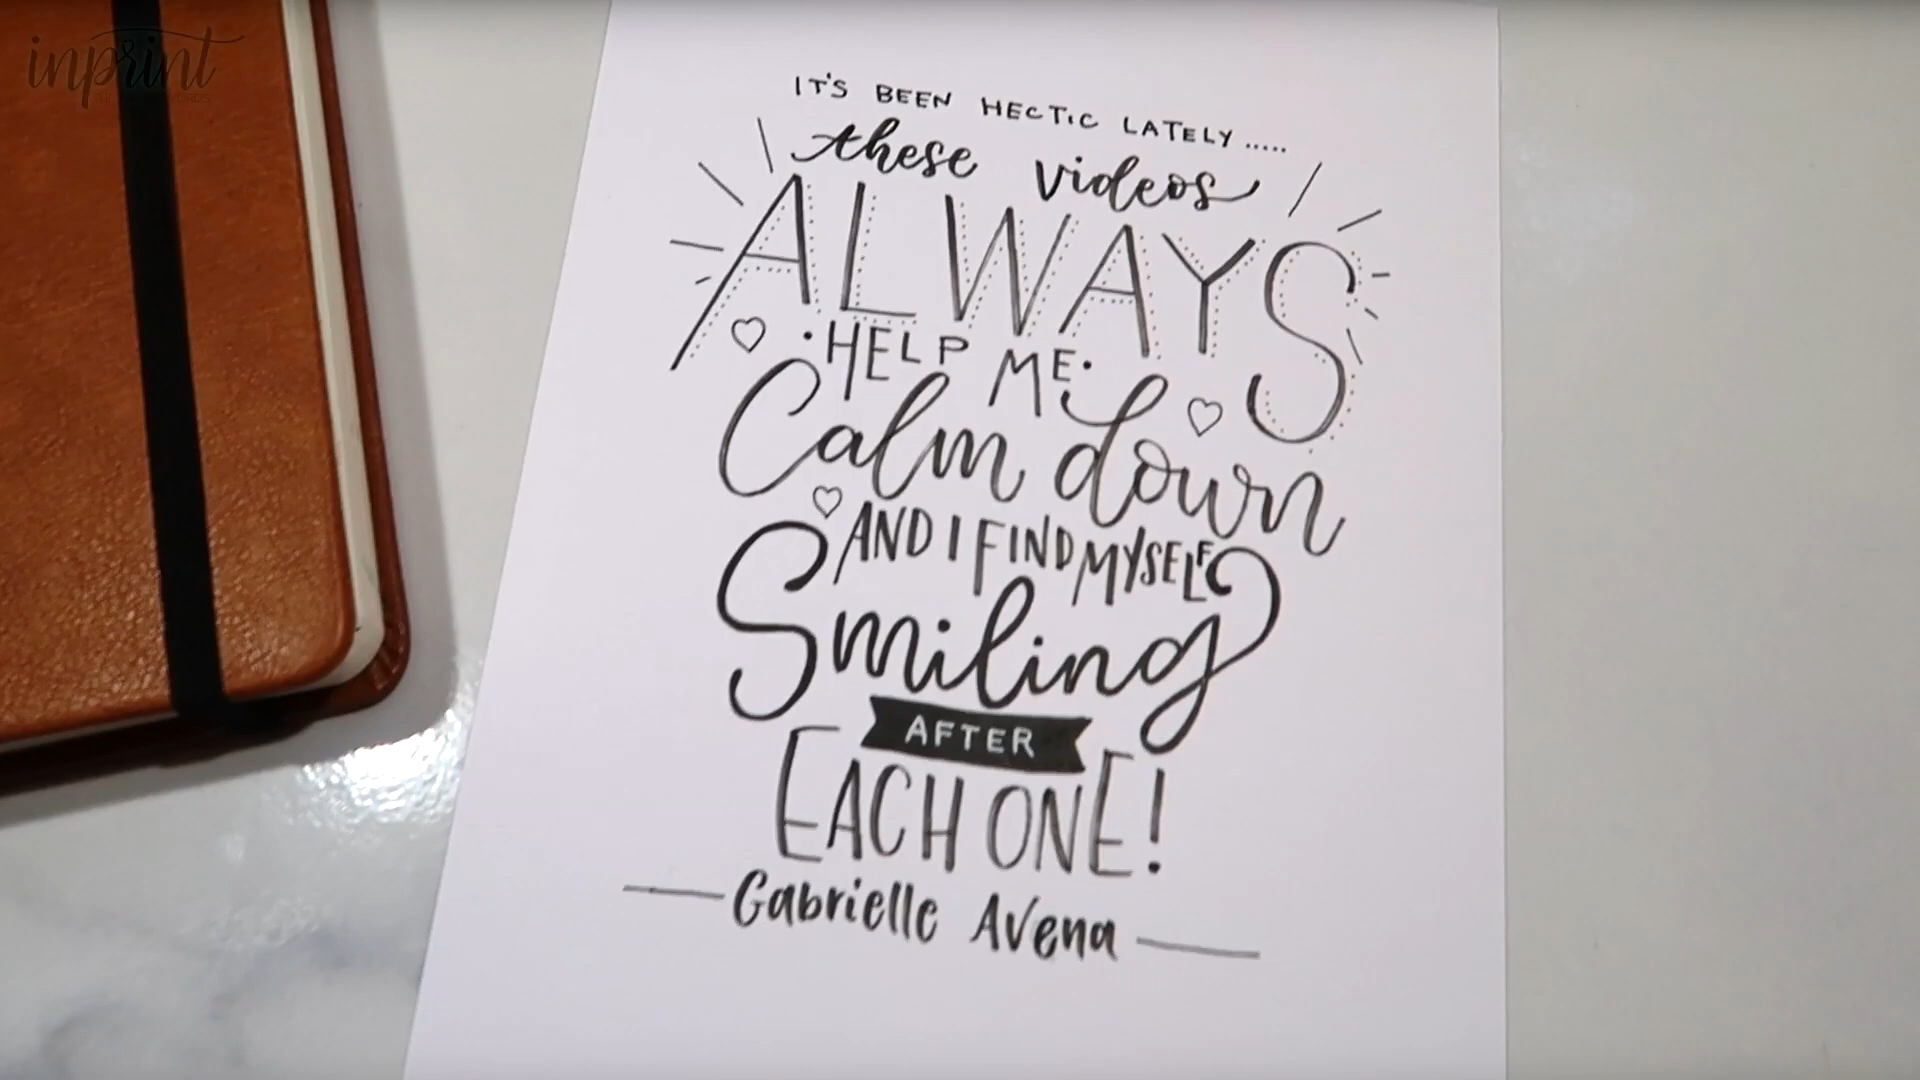 inprint
IT'S BEEN HECTIC LATELY.....
these videos
ALWAYS
·HELP ME·
Calm down
AND I FIND MYSELF
Smiling
AFTER
EACH ONE!
Gabrielle Avena